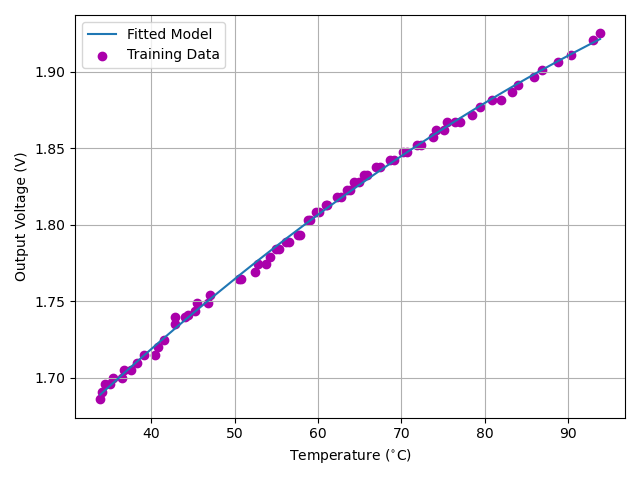 Fitted Model
Training Data
1.90
1.85
1.80
1.75
1.70
Output Voltage (V)
40 50 60 70 80 90
Temperature (°C)